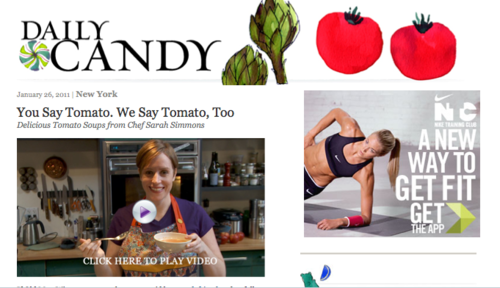 DAILY
CANDY
January 26, 2011 | New York
You Say Tomato. We Say Tomato, Too
Delicious Tomato Soups from Chef Sarah Simmons
CLICK HERE TO PLAY VIDEO
NTC
NIKE TRAINING CLUB
A NEW
WAY TO
GET FIT
GET
THE APP